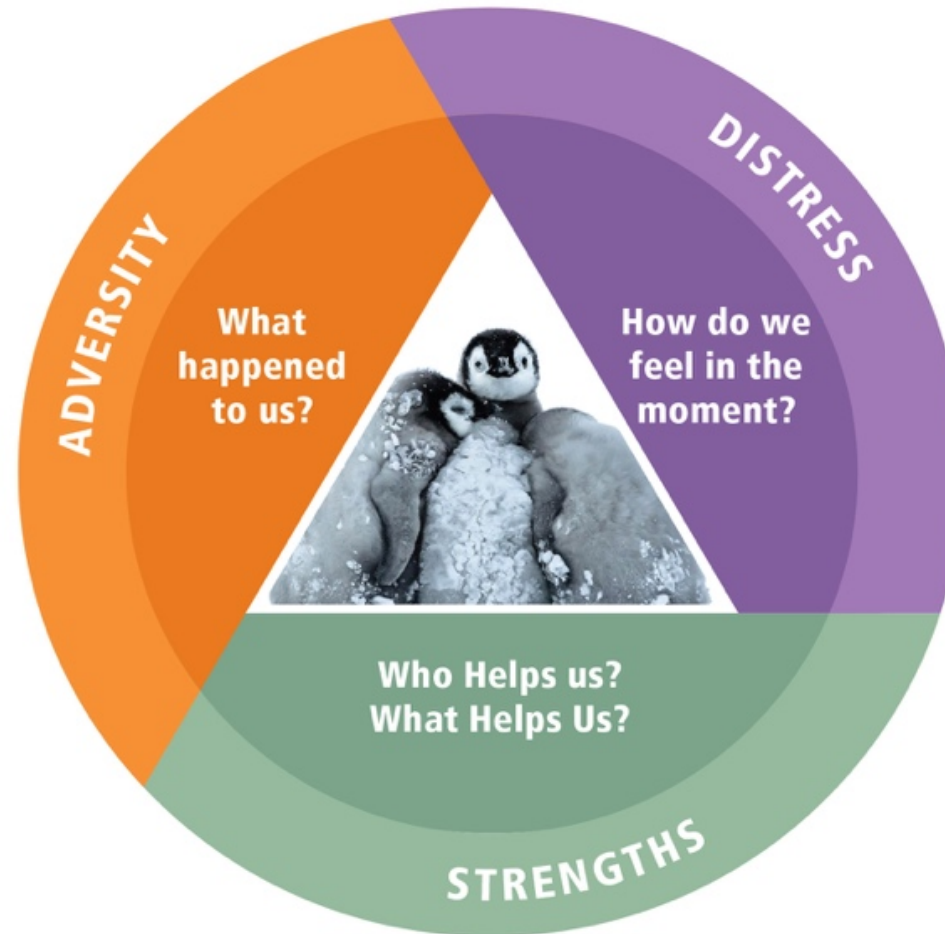 ADVERSITY
What
happened
to us?
DISTRESS
How do we
feel in the
moment?
Who Helps us?
What Helps Us?
STRENGTHS